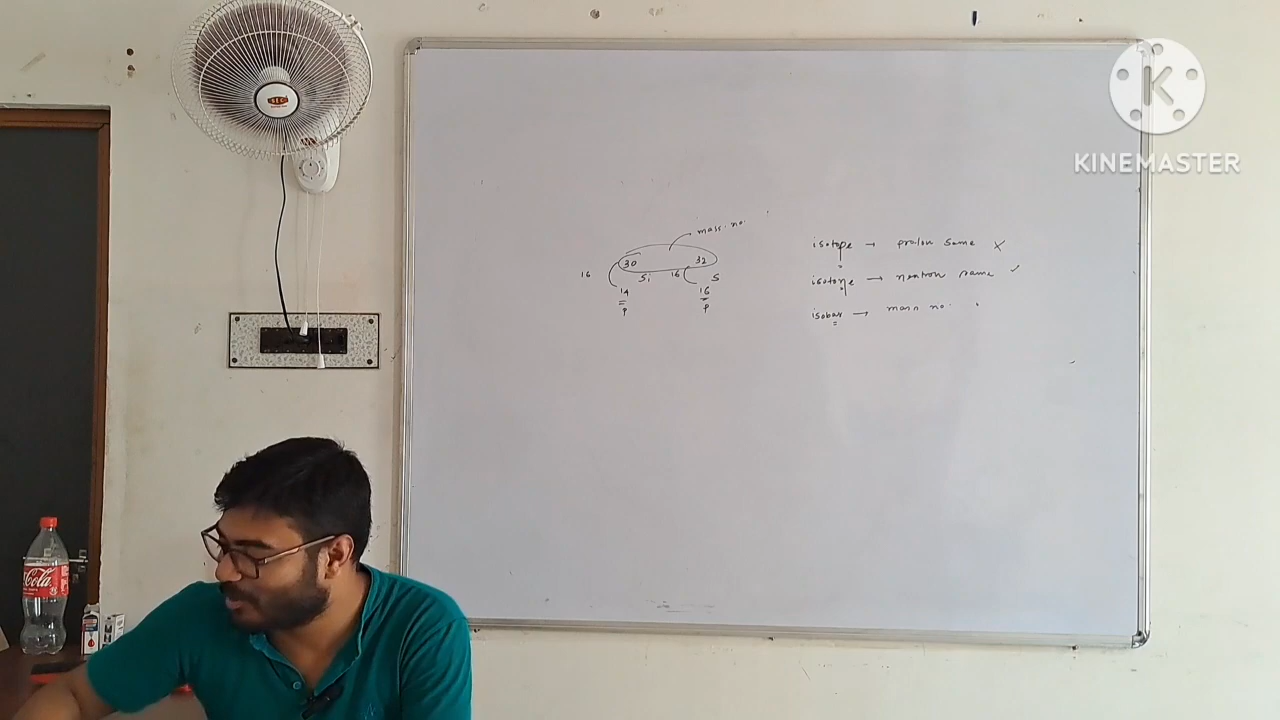 KINEMASTER
mass. no.
30 32
16 Si 16 S
14 16
P P
isotope → proton same ✗
isotone → neutron same ✓
isobar → mass no.
Cola